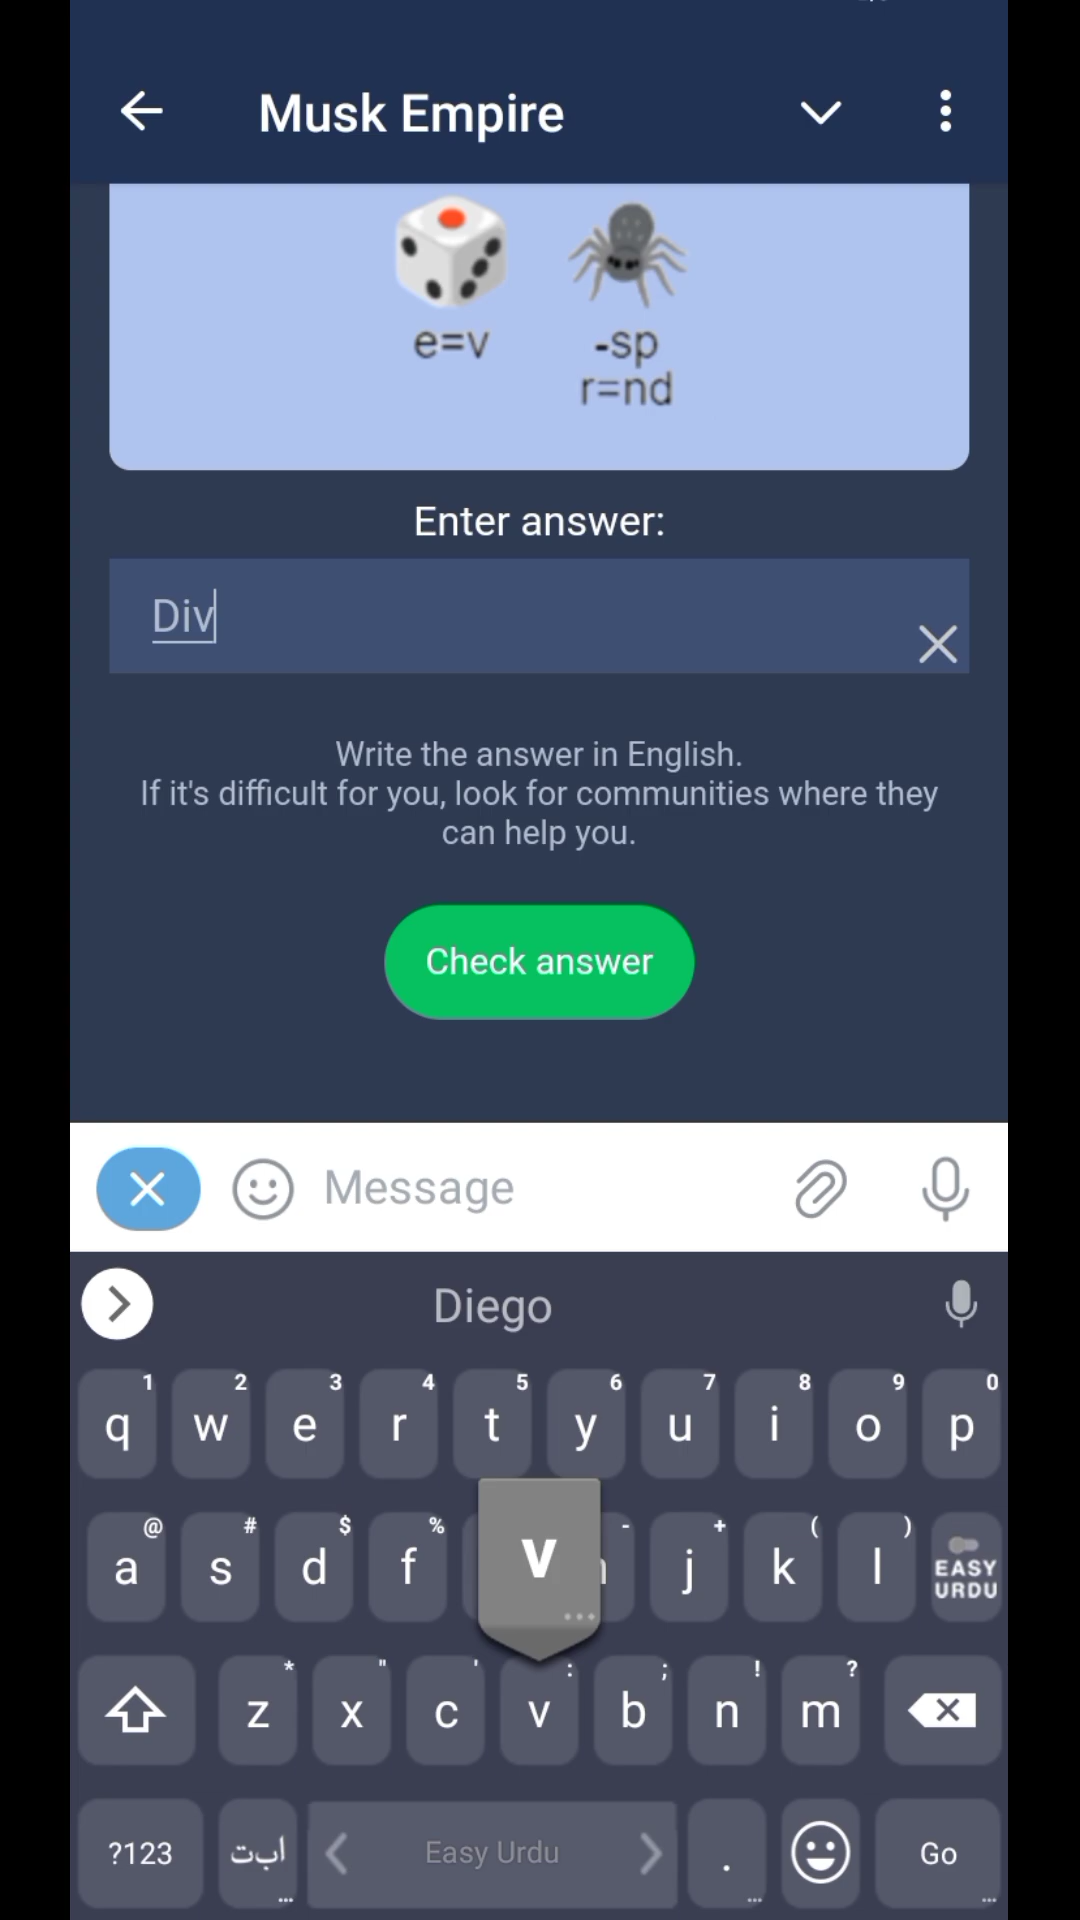 Musk Empire
e=v -sp
r=nd
Enter answer:
Div
Write the answer in English.
If it's difficult for you, look for communities where they
can help you.
Check answer
Message
Diego
1 2 3 4 5 6 7 8 9 0
q w e r t y u i o p
@ # $ % - + ( )
a s d f v j k l EASY
URDU
* " ' : ; ! ?
z x c v b n m
?123 ابت Easy Urdu . Go